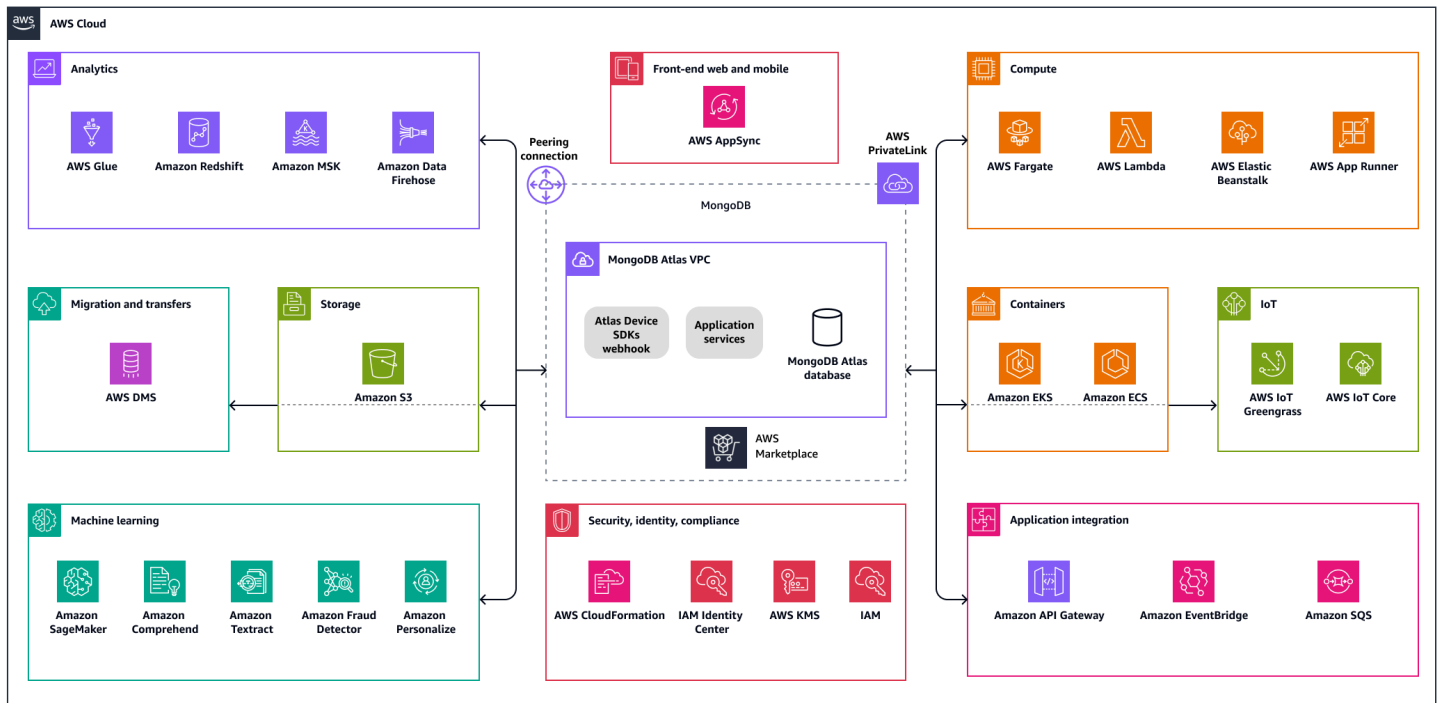 aws
AWS Cloud
Analytics
AWS Glue
Amazon Redshift
Amazon MSK
K
Amazon Data
Firehose
Peering
connection
Front-end web and mobile
AWS AppSync
AWS
PrivateLink
Compute
AWS Fargate
AWS Lambda
AWS Elastic
Beanstalk
AWS App Runner
MongoDB
MongoDB Atlas VPC
Atlas Device
SDKs
webhook
Application
services
MongoDB Atlas
database
AWS
Marketplace
Migration and transfers
AWS DMS
Storage
Amazon S3
Containers
K
Amazon EKS
Amazon ECS
IoT
AWS IoT
Greengrass
AWS IoT Core
Machine learning
Amazon
SageMaker
Amazon
Comprehend
Amazon
Textract
Amazon Fraud
Detector
Amazon
Personalize
Security, identity, compliance
AWS CloudFormation
IAM Identity
Center
AWS KMS
IAM
Application integration
</>
Amazon API Gateway
Amazon EventBridge
Amazon SQS